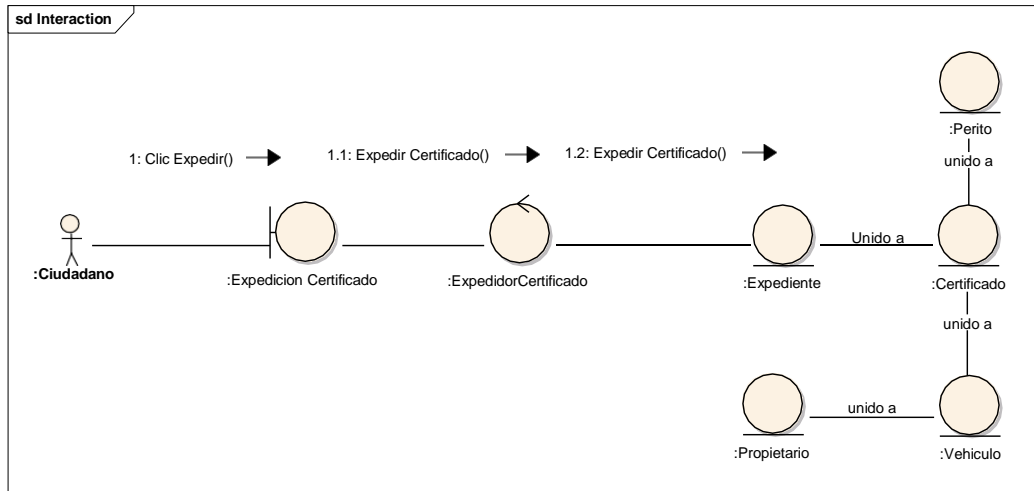 sd Interaction
:Perito
unido a
1: Clic Expedir()
1.1: Expedir Certificado()
1.2: Expedir Certificado()
:Ciudadano
:Expedicion Certificado
:ExpedidorCertificado
:Expediente
Unido a
:Certificado
unido a
:Propietario
unido a
:Vehiculo